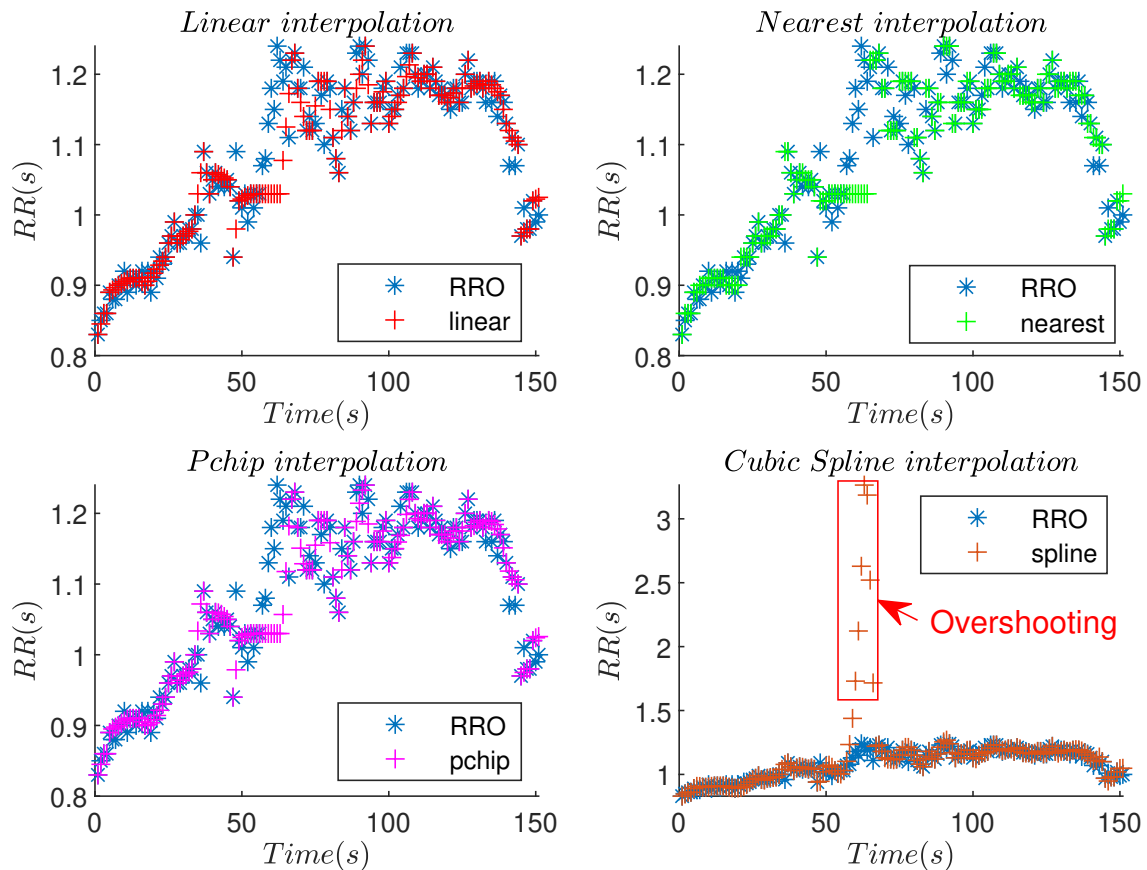 Linear interpolation
RR(s)
1.2
1.1
1
0.9
0.8
0
50
100
150
Time(s)
RRO
linear
Nearest interpolation
RR(s)
1.2
1.1
1
0.9
0.8
0
50
100
150
Time(s)
RRO
nearest
Pchip interpolation
RR(s)
1.2
1.1
1
0.9
0.8
0
50
100
150
Time(s)
RRO
pchip
Cubic Spline interpolation
RR(s)
3
2.5
2
1.5
1
0
50
100
150
Time(s)
RRO
spline
Overshooting